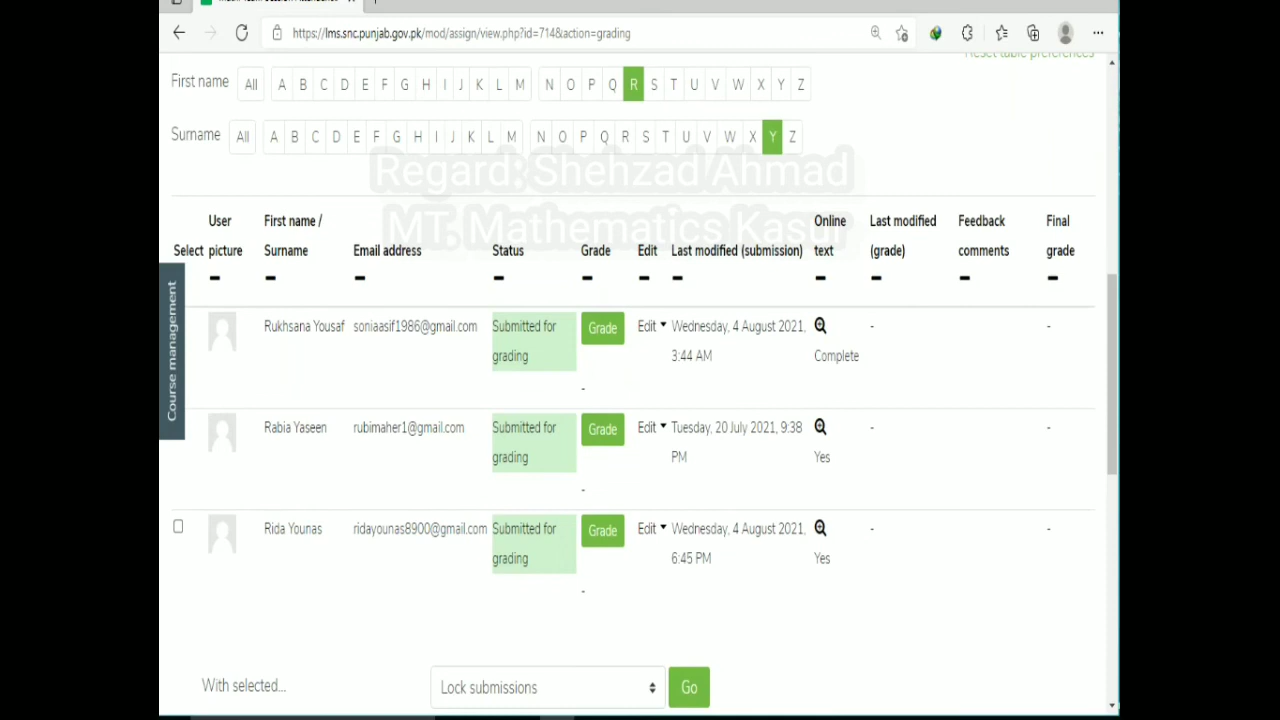 https://lms.snc.punjab.gov.pk/mod/assign/view.php?id=714&action=grading
Reset table preferences
First name All A B C D E F G H I J K L M N O P Q R S T U V W X Y Z
Surname All A B C D E F G H I J K L M N O P Q R S T U V W X Y Z
Regard: Shehzad Ahmad
MT. Mathematics Kasur
Select User picture First name / Surname Email address Status Grade Edit Last modified (submission) Online text Last modified (grade) Feedback comments Final grade
Course management
Rukhsana Yousaf soniaasif1986@gmail.com Submitted for grading Grade Edit Wednesday, 4 August 2021, 3:44 AM Complete - -
-
Rabia Yaseen rubimaher1@gmail.com Submitted for grading Grade Edit Tuesday, 20 July 2021, 9:38 PM Yes - -
-
Rida Younas ridayounas8900@gmail.com Submitted for grading Grade Edit Wednesday, 4 August 2021, 6:45 PM Yes - -
-
With selected... Lock submissions Go